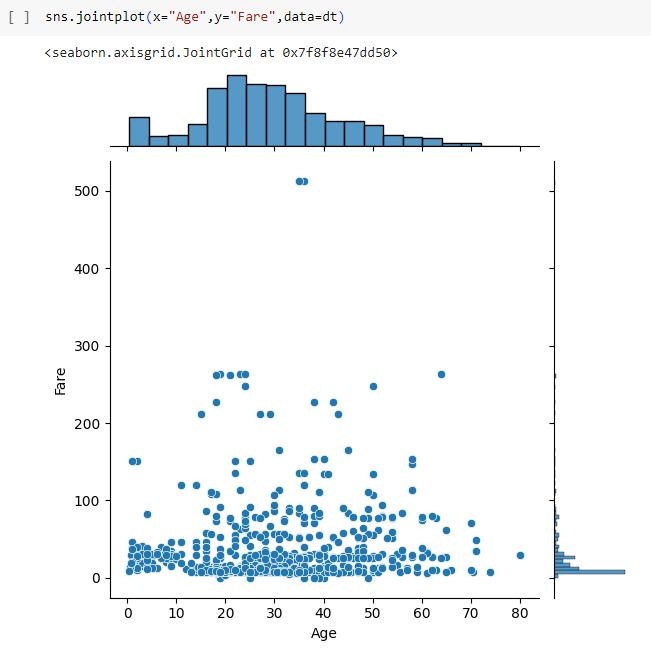 [ ] sns.jointplot(x="Age",y="Fare",data=dt)
<seaborn.axisgrid.JointGrid at 0x7f8f8e47dd50>
500
400
300
200
100
0
Fare
0 10 20 30 40 50 60 70 80
Age